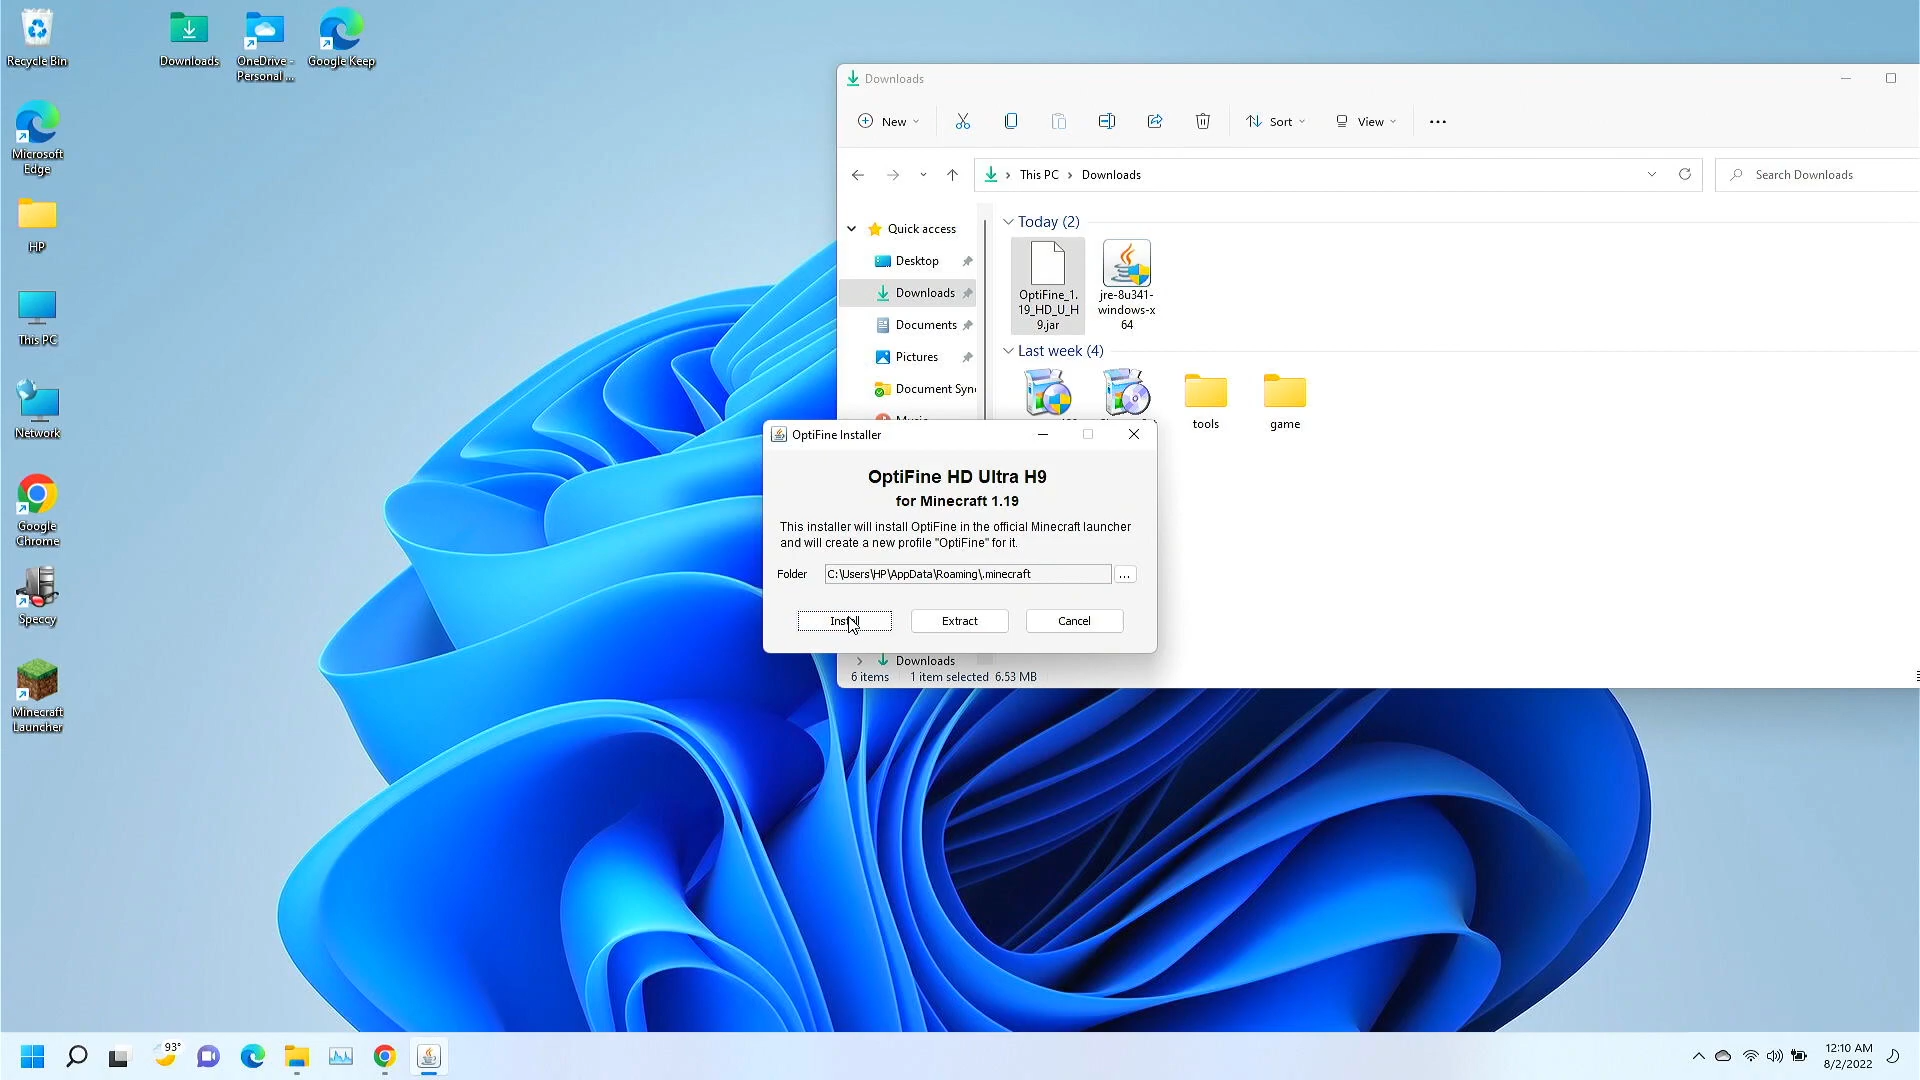 Recycle Bin
Downloads
OneDrive -
Personal ...
Google Keep
Microsoft
Edge
HP
This PC
Network
Google
Chrome
Speccy
Minecraft
Launcher
Downloads
New
Sort
View
This PC
Downloads
Search Downloads
Quick access
Desktop
Downloads
Documents
Pictures
Document Syn
Today (2)
OptiFine_1.
19_HD_U_H
9.jar
jre-8u341-
windows-x
64
Last week (4)
tools
game
OptiFine Installer
OptiFine HD Ultra H9
for Minecraft 1.19
This installer will install OptiFine in the official Minecraft launcher
and will create a new profile "OptiFine" for it.
Folder
C:\Users\HP\AppData\Roaming\.minecraft
...
Install
Extract
Cancel
Downloads
6 items
1 item selected 6.53 MB
93°
12:10 AM
8/2/2022